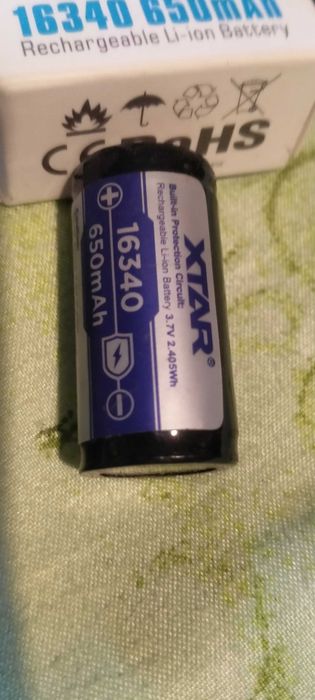 16340 650mAh
Rechargeable Li-ion Battery
CE RoHS
XTAR®
Built-in Protection Circuit:
Rechargeable Li-ion Battery 3.7V 2.405Wh
16340
650mAh